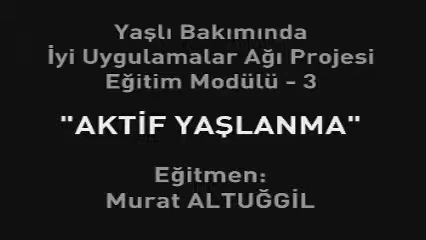 Yaşlı Bakımında
İyi Uygulamalar Ağı Projesi
Eğitim Modülü - 3
"AKTİF YAŞLANMA"
Eğitmen:
Murat ALTUĞGİL